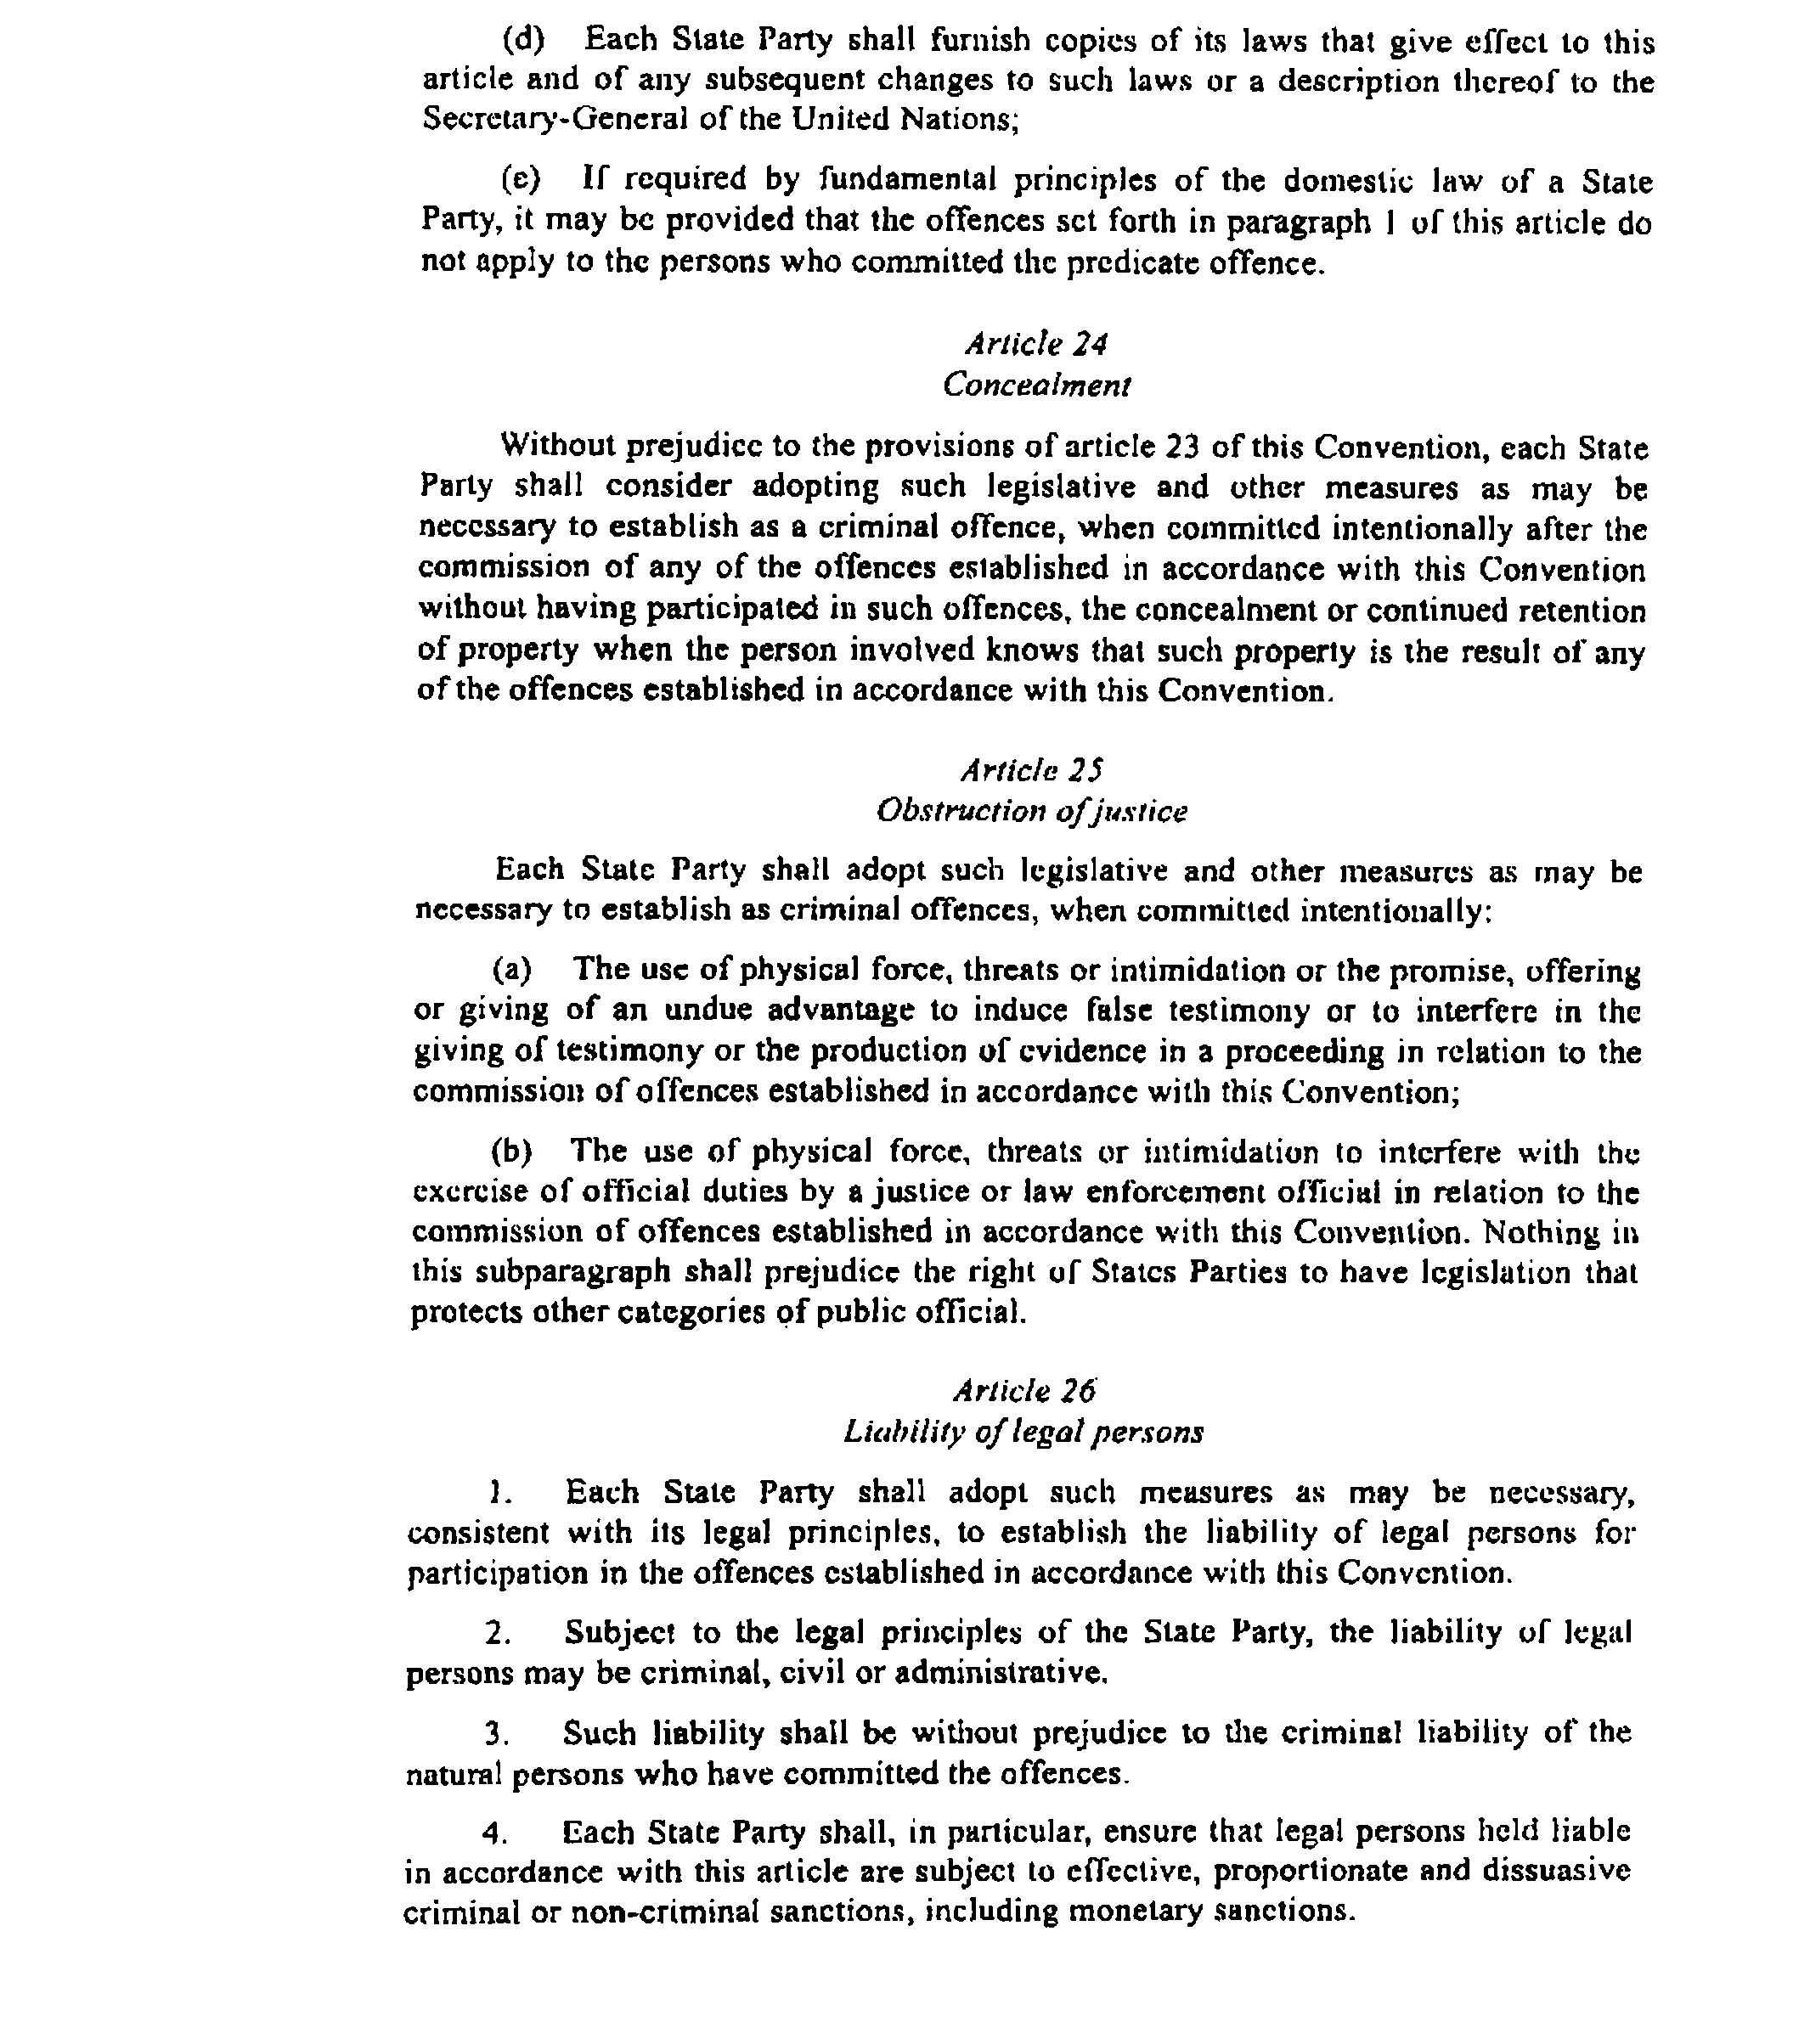 (d) Each State Party shall furnish copies of its laws that give effect to this
article and of any subsequent changes to such laws or a description thereof to the
Secretary-General of the United Nations;
(e) If required by fundamental principles of the domestic law of a State
Party, it may be provided that the offences set forth in paragraph 1 of this article do
not apply to the persons who committed the predicate offence.
Article 24
Concealment
Without prejudice to the provisions of article 23 of this Convention, each State
Party shall consider adopting such legislative and other measures as may be
necessary to establish as a criminal offence, when committed intentionally after the
commission of any of the offences established in accordance with this Convention
without having participated in such offences, the concealment or continued retention
of property when the person involved knows that such property is the result of any
of the offences established in accordance with this Convention.
Article 25
Obstruction of justice
Each State Party shall adopt such legislative and other measures as may be
necessary to establish as criminal offences, when committed intentionally:
(a) The use of physical force, threats or intimidation or the promise, offering
or giving of an undue advantage to induce false testimony or to interfere in the
giving of testimony or the production of evidence in a proceeding in relation to the
commission of offences established in accordance with this Convention;
(b) The use of physical force, threats or intimidation to interfere with the
exercise of official duties by a justice or law enforcement official in relation to the
commission of offences established in accordance with this Convention. Nothing in
this subparagraph shall prejudice the right of States Parties to have legislation that
protects other categories of public official.
Article 26
Liability of legal persons
1. Each State Party shall adopt such measures as may be necessary,
consistent with its legal principles, to establish the liability of legal persons for
participation in the offences established in accordance with this Convention.
2. Subject to the legal principles of the State Party, the liability of legal
persons may be criminal, civil or administrative.
3. Such liability shall be without prejudice to the criminal liability of the
natural persons who have committed the offences.
4. Each State Party shall, in particular, ensure that legal persons held liable
in accordance with this article are subject to effective, proportionate and dissuasive
criminal or non-criminal sanctions, including monetary sanctions.